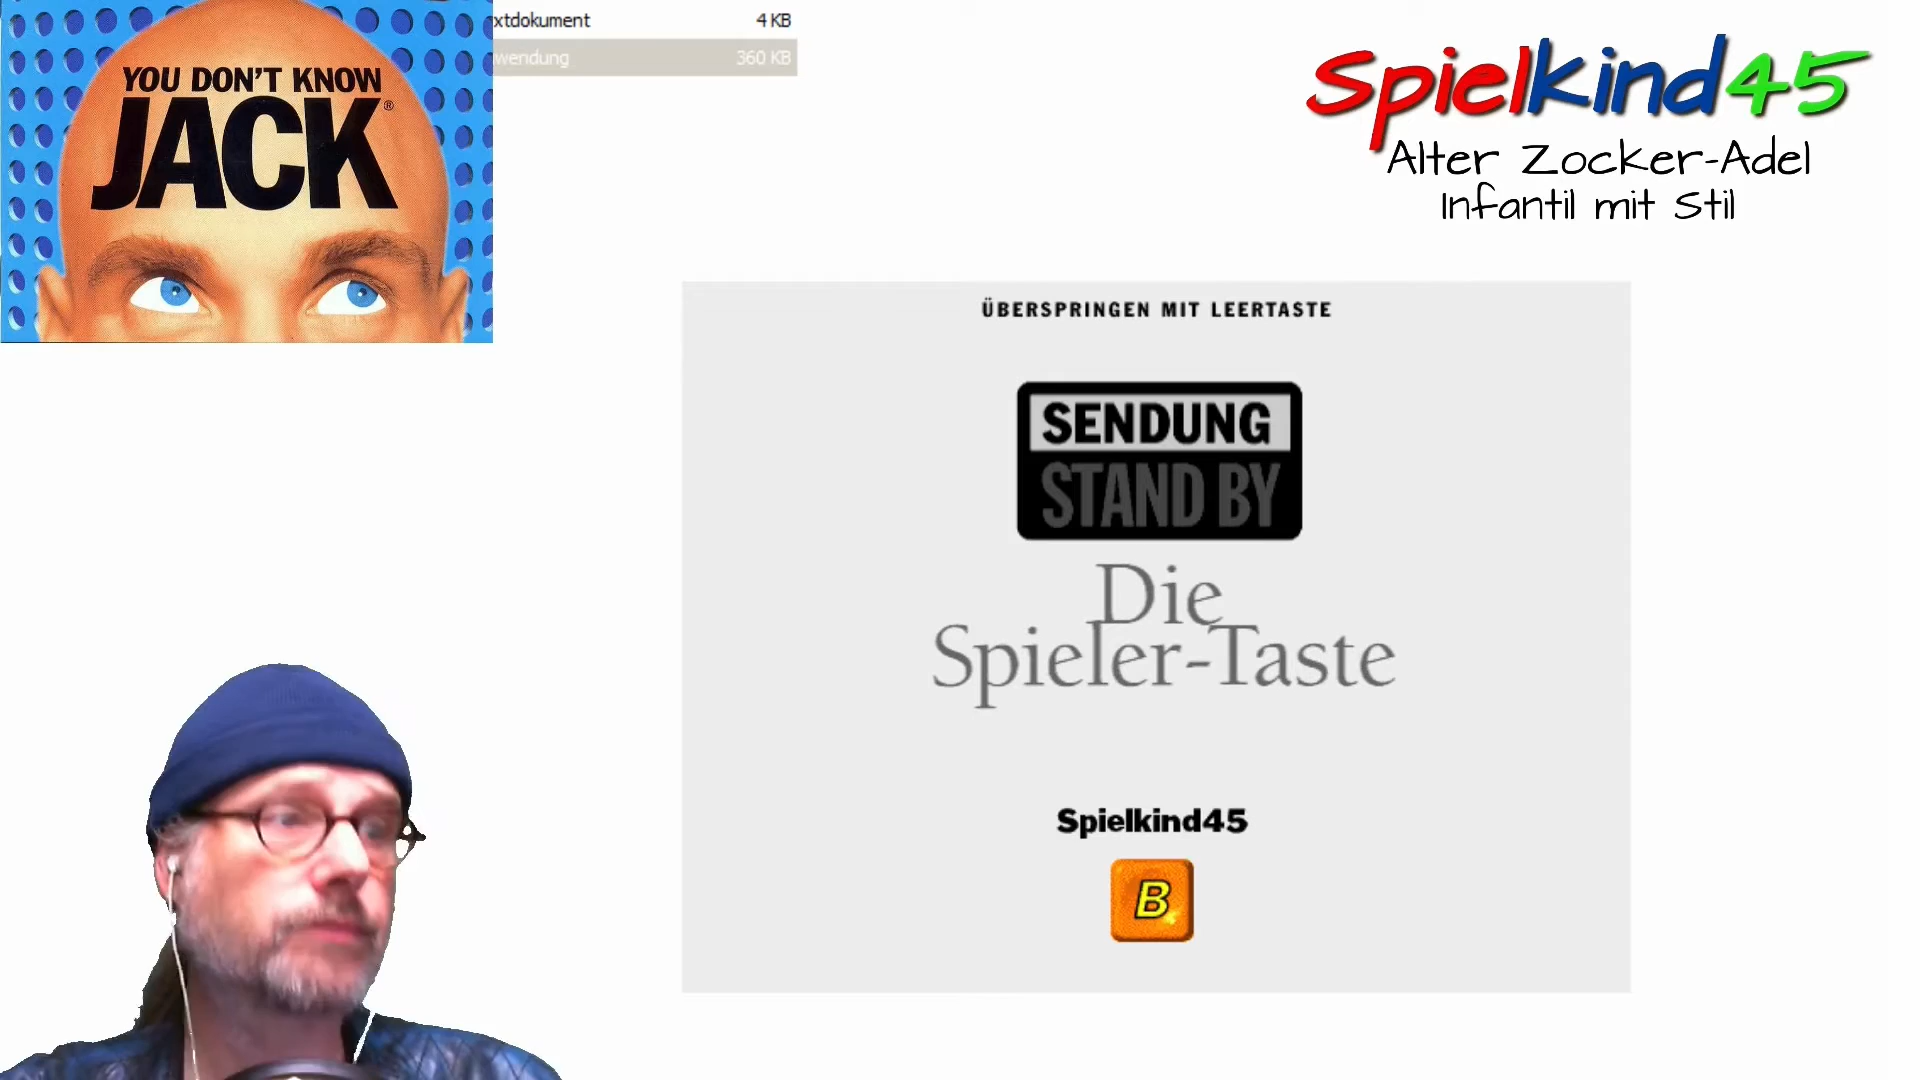 xtdokument 4 KB
wendung 360 KB
YOU DON'T KNOW
JACK®
Spielkind45
Alter Zocker-Adel
Infantil mit Stil
ÜBERSPRINGEN MIT LEERTASTE
SENDUNG
STAND BY
Die
Spieler-Taste
Spielkind45
B